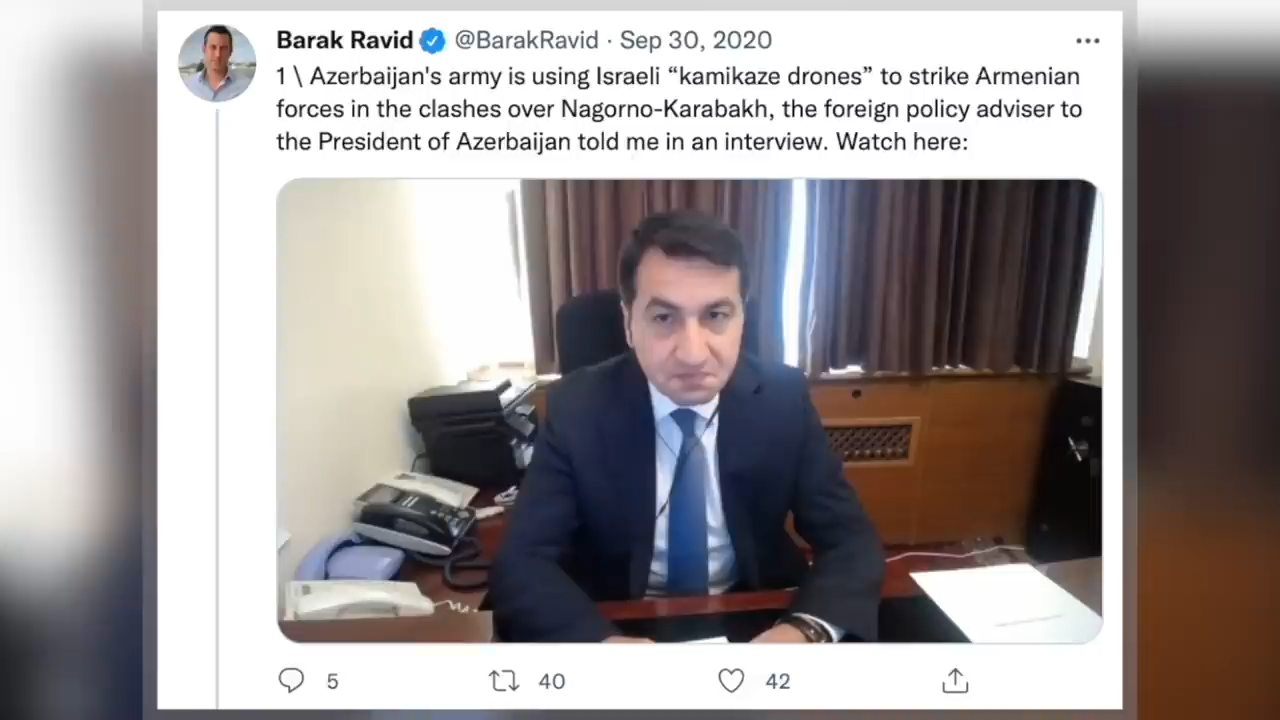 Barak Ravid @BarakRavid · Sep 30, 2020
1 \ Azerbaijan's army is using Israeli “kamikaze drones” to strike Armenian
forces in the clashes over Nagorno-Karabakh, the foreign policy adviser to
the President of Azerbaijan told me in an interview. Watch here:
5 40 42